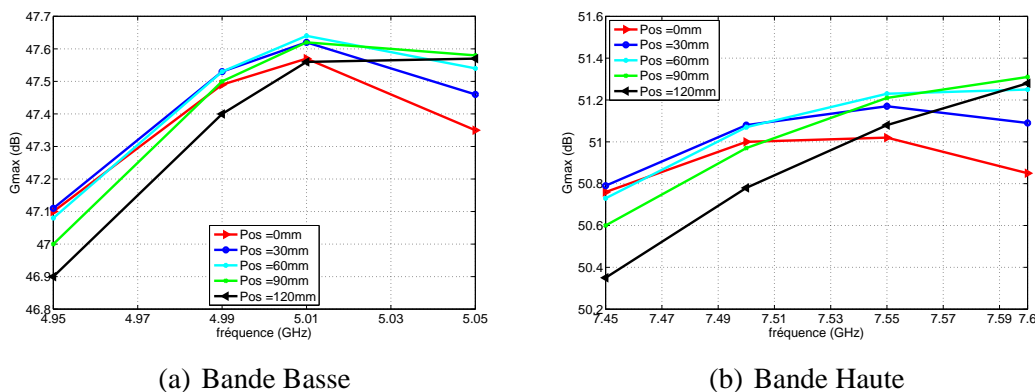 47.7
47.6
47.5
47.4
47.3
47.2
47.1
47
46.9
46.8
4.95 4.97 4.99 5.01 5.03 5.05
Gmax (dB)
fréquence (GHz)
Pos =0mm
Pos =30mm
Pos =60mm
Pos =90mm
Pos =120mm
(a) Bande Basse
51.6
51.4
51.2
51
50.8
50.6
50.4
50.2
7.45 7.47 7.49 7.51 7.53 7.55 7.57 7.59 7.6
Gmax (dB)
fréquence (GHz)
Pos =0mm
Pos =30mm
Pos =60mm
Pos =90mm
Pos =120mm
(b) Bande Haute